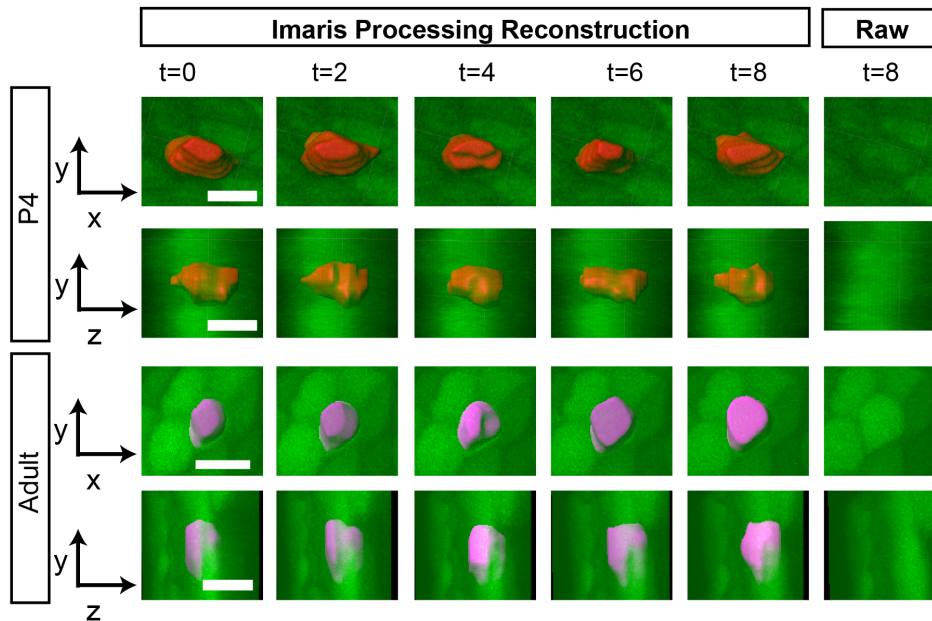 Imaris Processing Reconstruction
Raw
t=0
t=2
t=4
t=6
t=8
t=8
P4
y
x
y
z
Adult
y
x
y
z